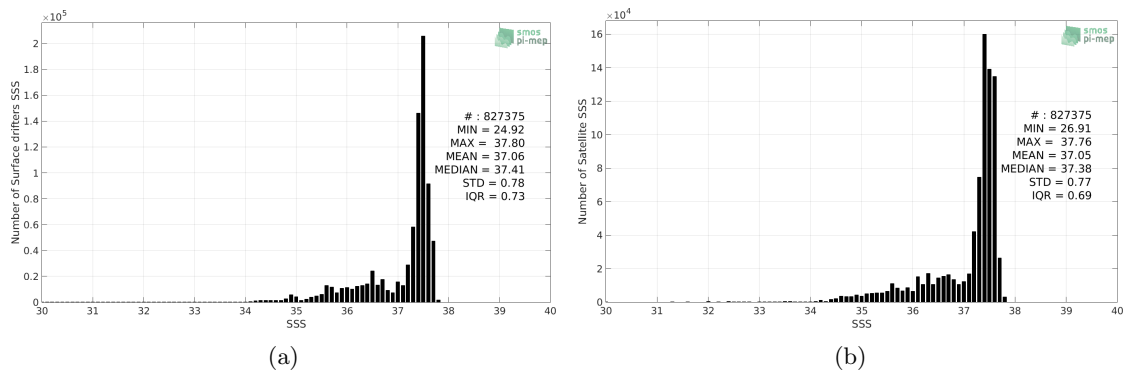 ×10⁵
2
1.8
1.6
1.4
1.2
1
0.8
0.6
0.4
0.2
0
Number of Surface drifters SSS
smos
pi-mep
# : 827375
MIN = 24.92
MAX = 37.80
MEAN = 37.06
MEDIAN = 37.41
STD = 0.78
IQR = 0.73
30 31 32 33 34 35 36 37 38 39 40
SSS
(a)
×10⁴
16
14
12
10
8
6
4
2
0
Number of Satellite SSS
smos
pi-mep
# : 827375
MIN = 26.91
MAX = 37.76
MEAN = 37.05
MEDIAN = 37.38
STD = 0.77
IQR = 0.69
30 31 32 33 34 35 36 37 38 39 40
SSS
(b)